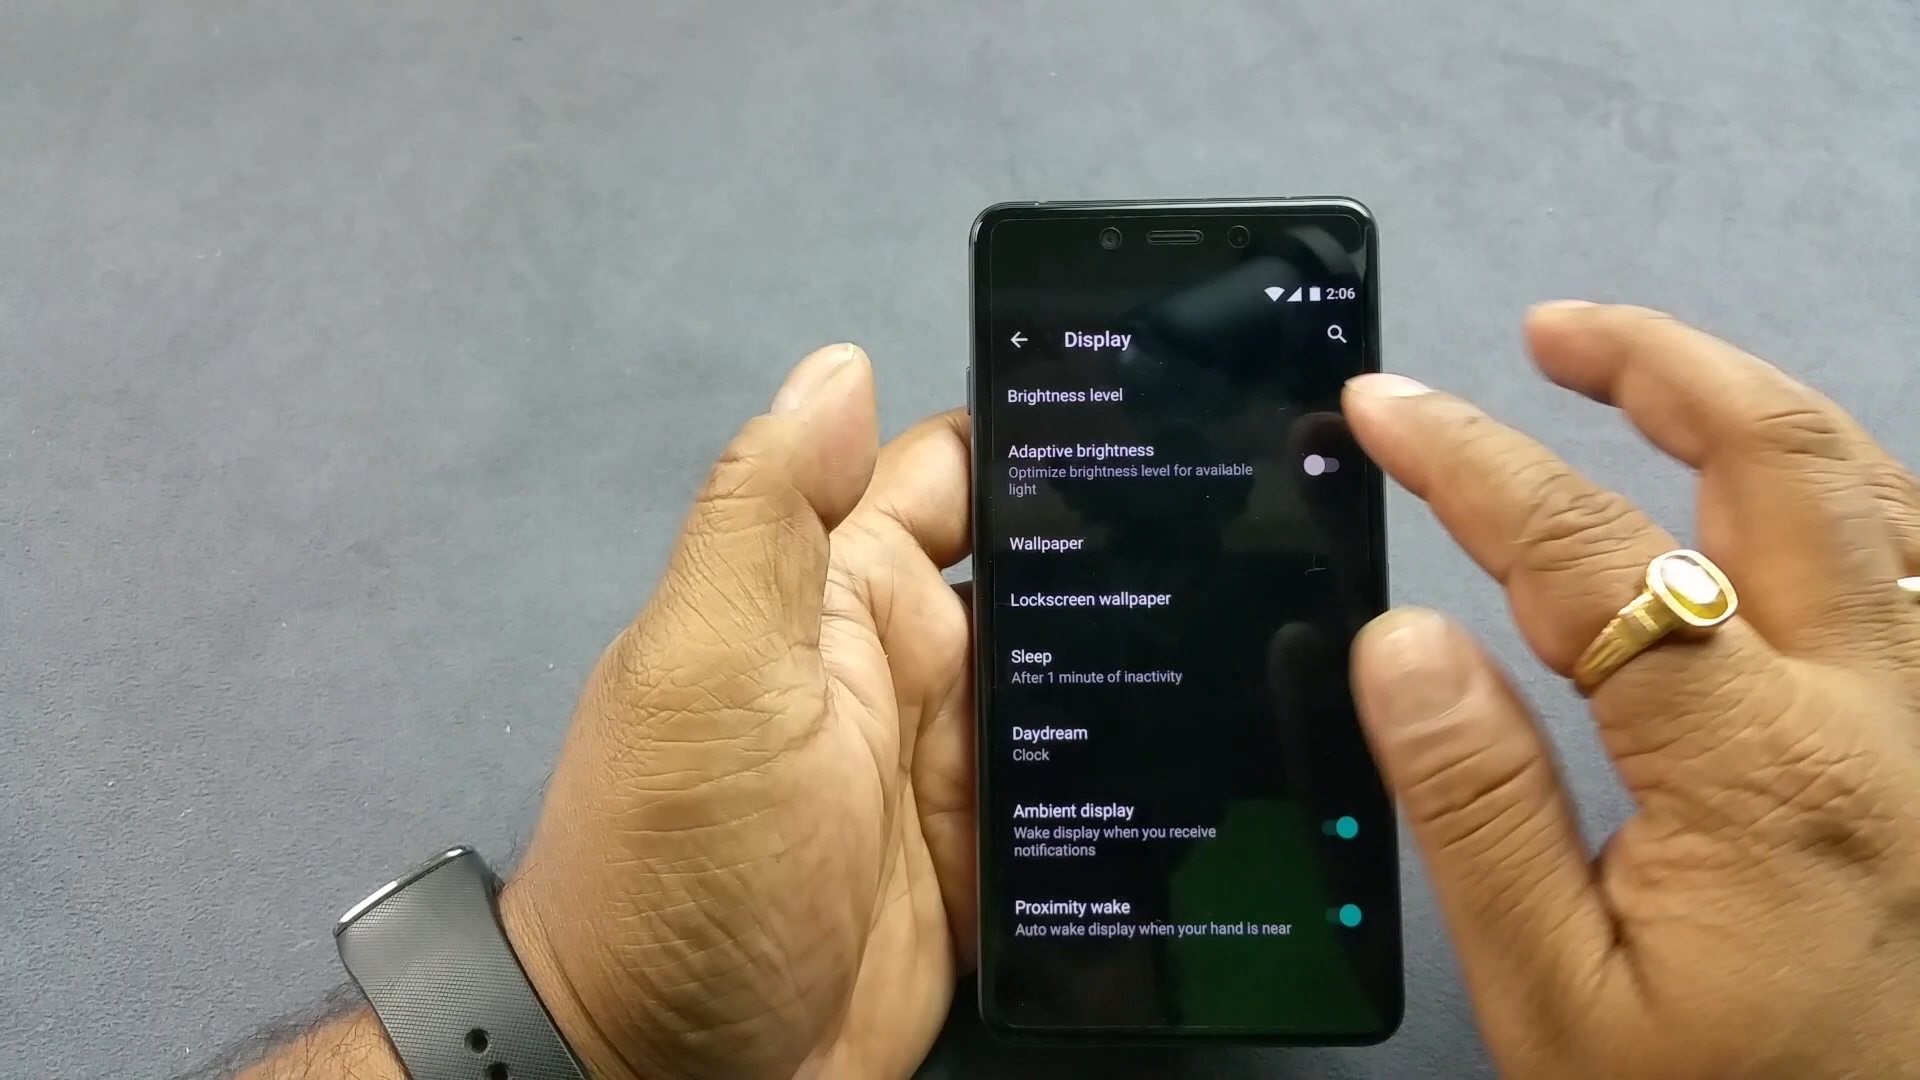 2:06
Display
Brightness level
Adaptive brightness
Optimize brightness level for available
light
Wallpaper
Lockscreen wallpaper
Sleep
After 1 minute of inactivity
Daydream
Clock
Ambient display
Wake display when you receive
notifications
Proximity wake
Auto wake display when your hand is near